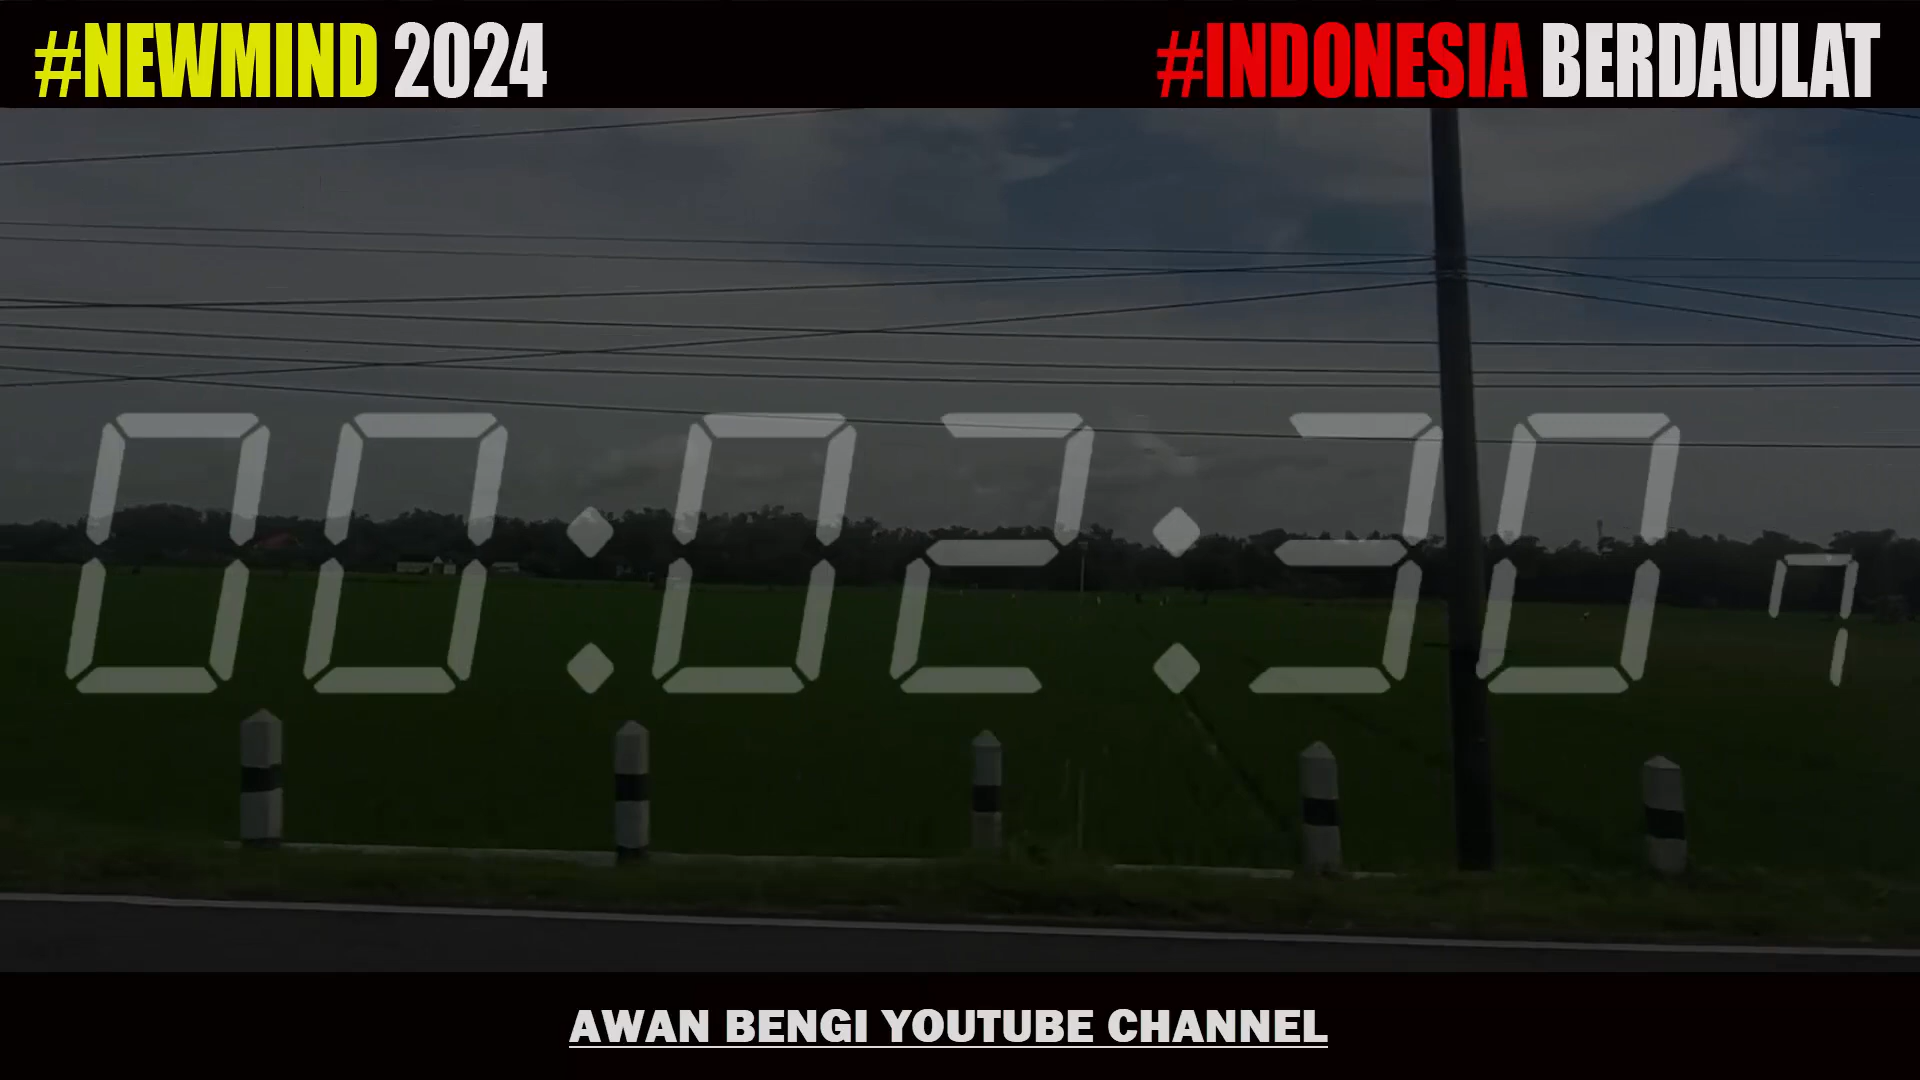 #NEWMIND 2024
#INDONESIA BERDAULAT
00:02:30 7
AWAN BENGI YOUTUBE CHANNEL